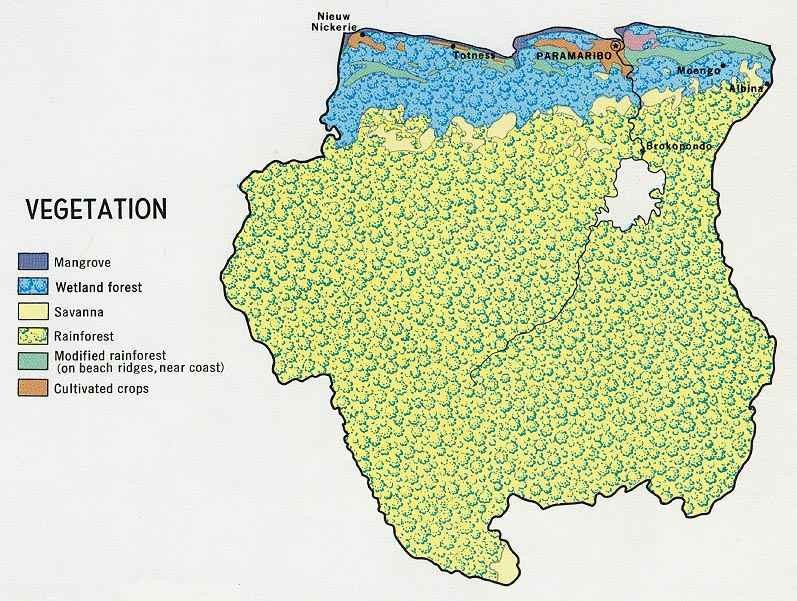 Nieuw
Nickerie
Totness
PARAMARIBO
Moengo
Albina
Brokopondo
VEGETATION
Mangrove
Wetland forest
Savanna
Rainforest
Modified rainforest
(on beach ridges, near coast)
Cultivated crops